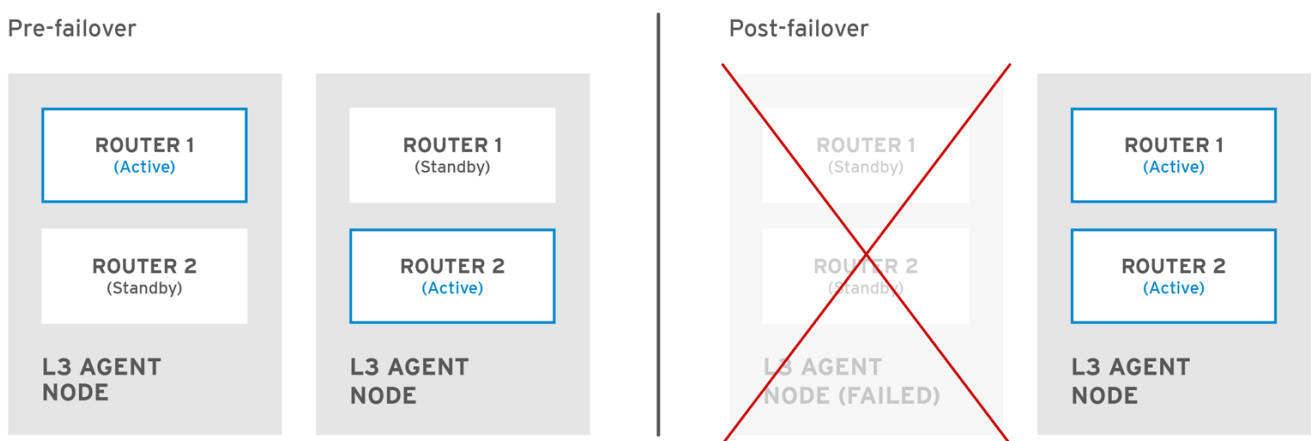 Pre-failover
ROUTER 1
(Active)
ROUTER 2
(Standby)
L3 AGENT
NODE
ROUTER 1
(Standby)
ROUTER 2
(Active)
L3 AGENT
NODE
Post-failover
ROUTER 1
(Standby)
ROUTER 2
(Standby)
L3 AGENT
NODE (FAILED)
ROUTER 1
(Active)
ROUTER 2
(Active)
L3 AGENT
NODE